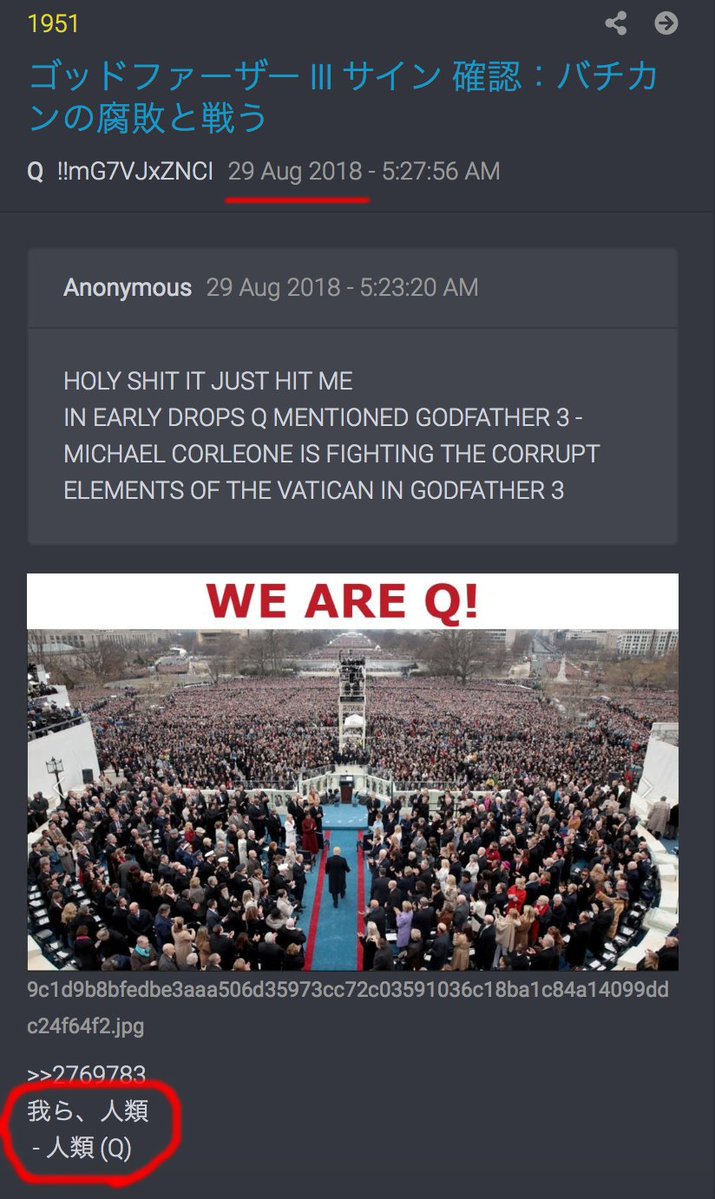 1951
ゴッドファーザー III サイン 確認：バチカ
ンの腐敗と戦う
Q !!mG7VJxZNCI 29 Aug 2018 - 5:27:56 AM
Anonymous 29 Aug 2018 - 5:23:20 AM
HOLY SHIT IT JUST HIT ME
IN EARLY DROPS Q MENTIONED GODFATHER 3 -
MICHAEL CORLEONE IS FIGHTING THE CORRUPT
ELEMENTS OF THE VATICAN IN GODFATHER 3
WE ARE Q!
9c1d9b8bfedbe3aaa506d35973cc72c03591036c18ba1c84a14099dd
c24f64f2.jpg
>>2769783
我ら、人類
- 人類 (Q)